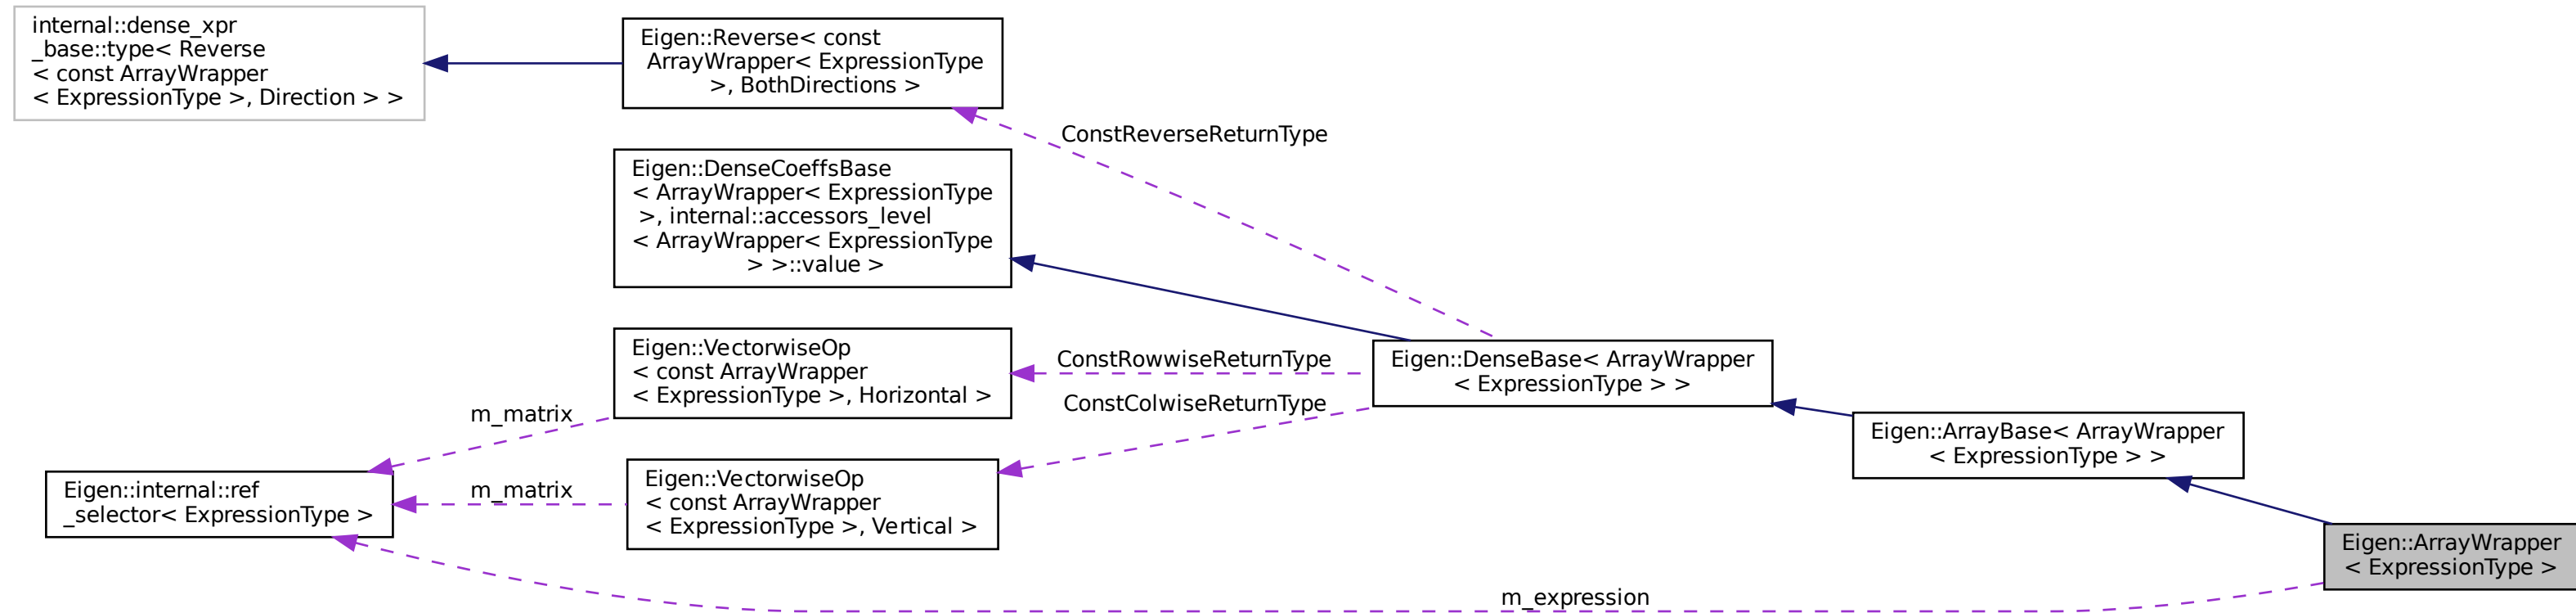 internal::dense_xpr
_base::type< Reverse
< const ArrayWrapper
< ExpressionType >, Direction > >
Eigen::Reverse< const
ArrayWrapper< ExpressionType
>, BothDirections >
ConstReverseReturnType
Eigen::DenseCoeffsBase
< ArrayWrapper< ExpressionType
>, internal::accessors_level
< ArrayWrapper< ExpressionType
> >::value >
Eigen::VectorwiseOp
< const ArrayWrapper
< ExpressionType >, Horizontal >
ConstRowwiseReturnType
Eigen::DenseBase< ArrayWrapper
< ExpressionType > >
ConstColwiseReturnType
m_matrix
Eigen::ArrayBase< ArrayWrapper
< ExpressionType > >
Eigen::internal::ref
_selector< ExpressionType >
m_matrix
Eigen::VectorwiseOp
< const ArrayWrapper
< ExpressionType >, Vertical >
Eigen::ArrayWrapper
< ExpressionType >
m_expression